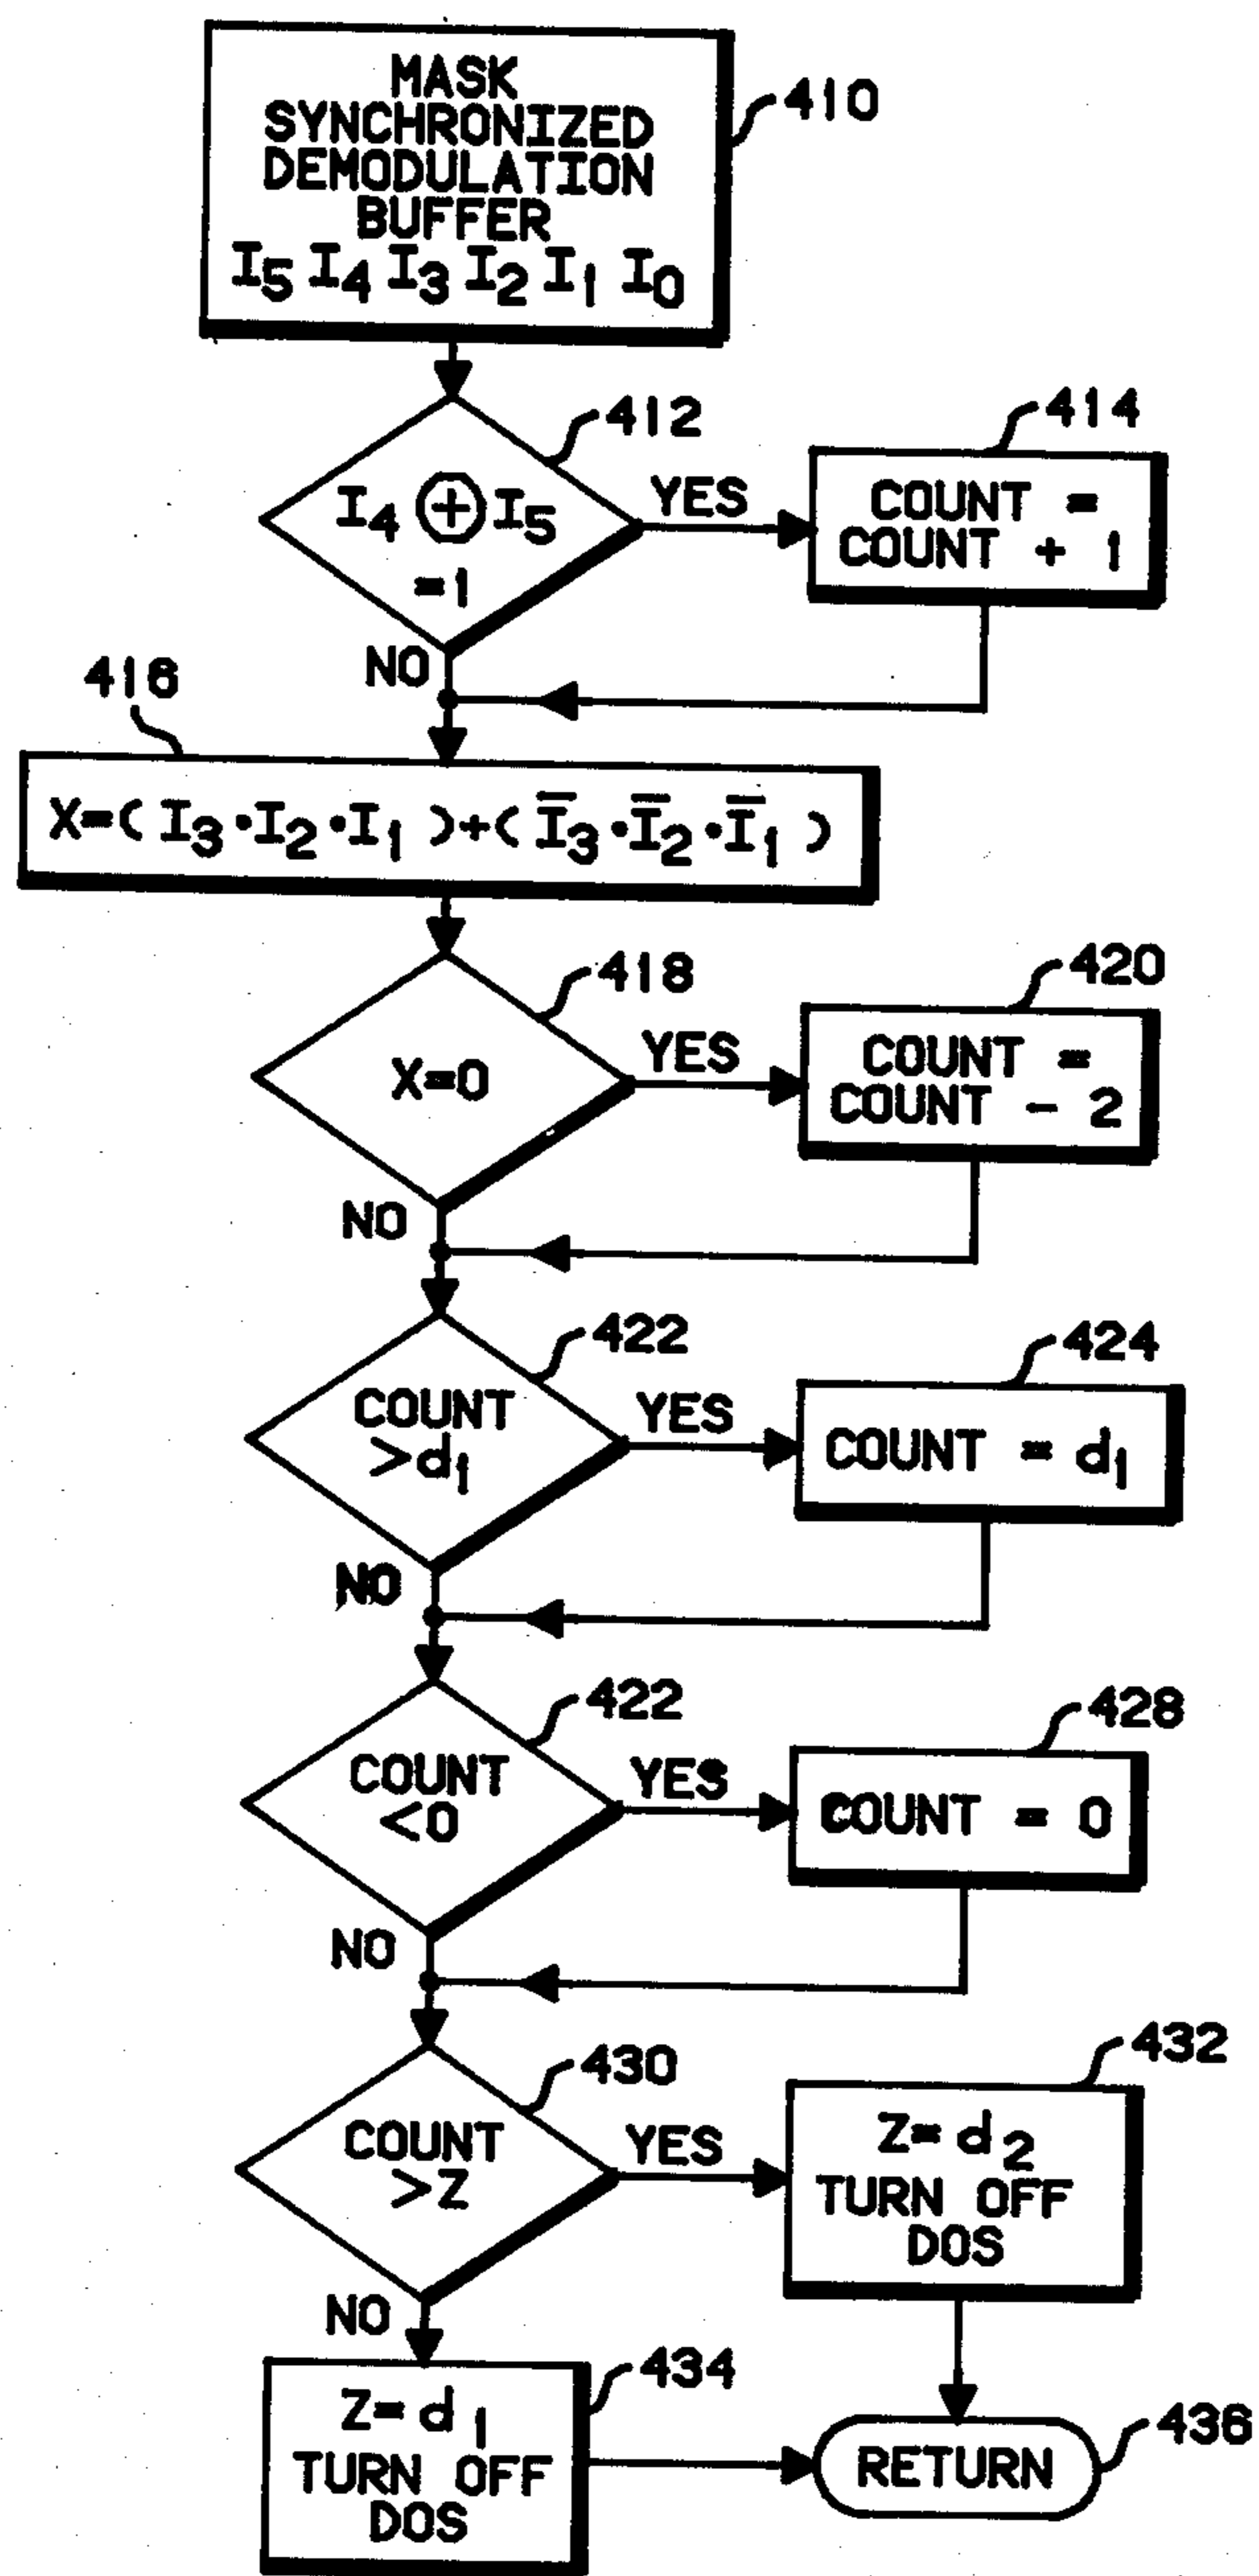 MASK
SYNCHRONIZED
DEMODULATION
BUFFER
I₅ I₄ I₃ I₂ I₁ I₀
410
I₄ ⊕ I₅
=1
412
YES
NO
COUNT =
COUNT + 1
414
416
X=( I₃·I₂·I₁ )+( I̅₃·I̅₂·I̅₁ )
X=0
418
YES
NO
COUNT =
COUNT - 2
420
COUNT
>d₁
422
YES
NO
COUNT = d₁
424
COUNT
<0
422
YES
NO
COUNT = 0
428
COUNT
>Z
430
YES
NO
Z= d₂
TURN OFF
DOS
432
Z= d₁
TURN OFF
DOS
434
RETURN
436